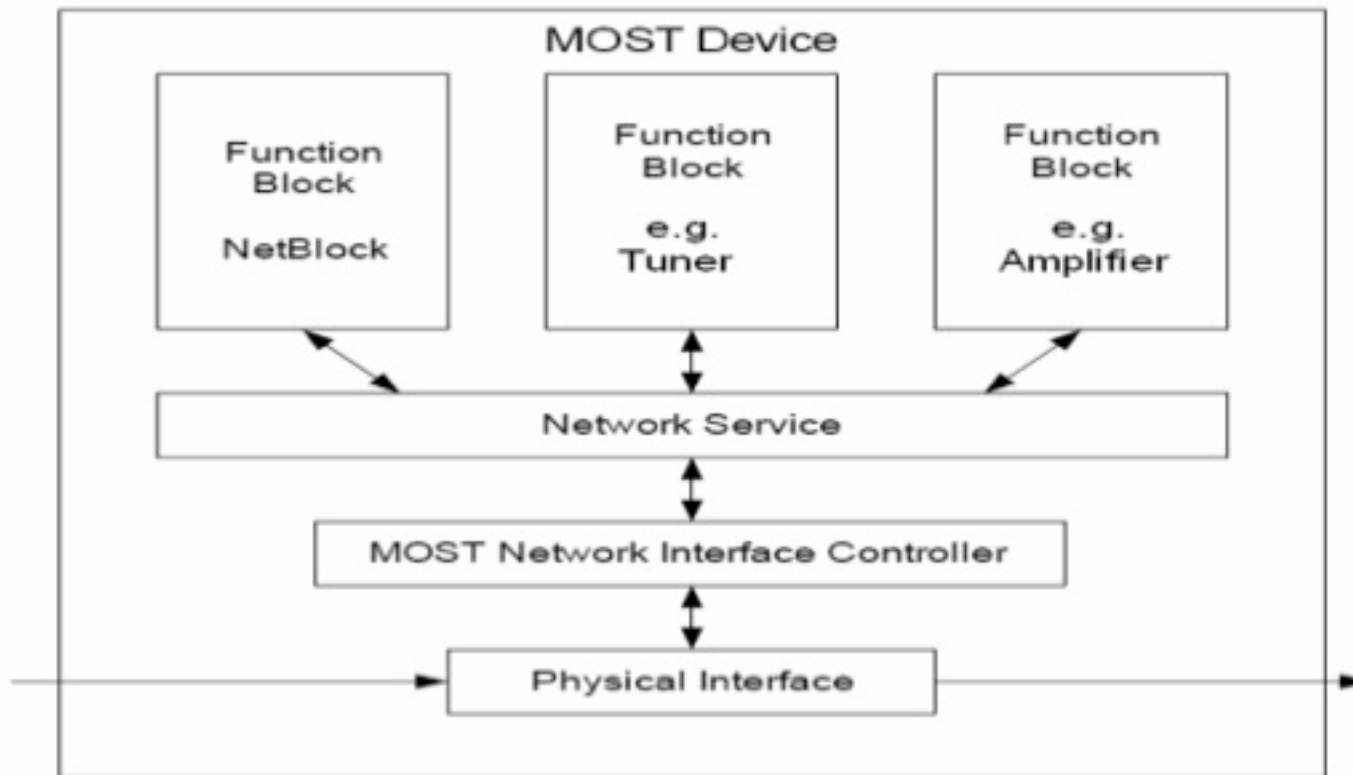 MOST Device
Function
Block
NetBlock
Function
Block
e.g.
Tuner
Function
Block
e.g.
Amplifier
Network Service
MOST Network Interface Controller
Physical Interface